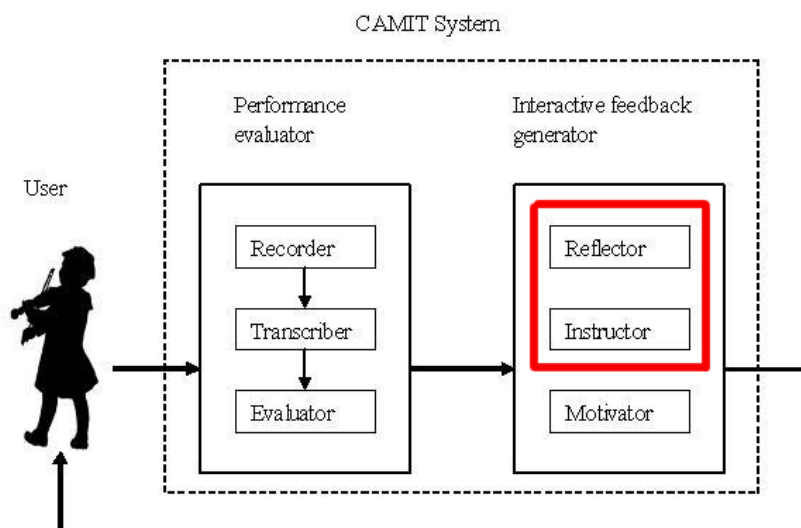 CAMIT System
Performance
evaluator
Interactive feedback
generator
User
Recorder
Transcriber
Evaluator
Reflector
Instructor
Motivator